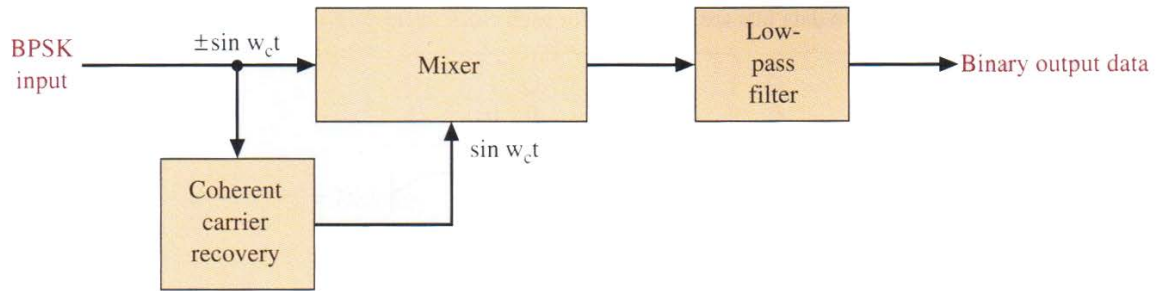 BPSK
input
±sin w_ct
Mixer
Low-
pass
filter
Binary output data
sin w_ct
Coherent
carrier
recovery